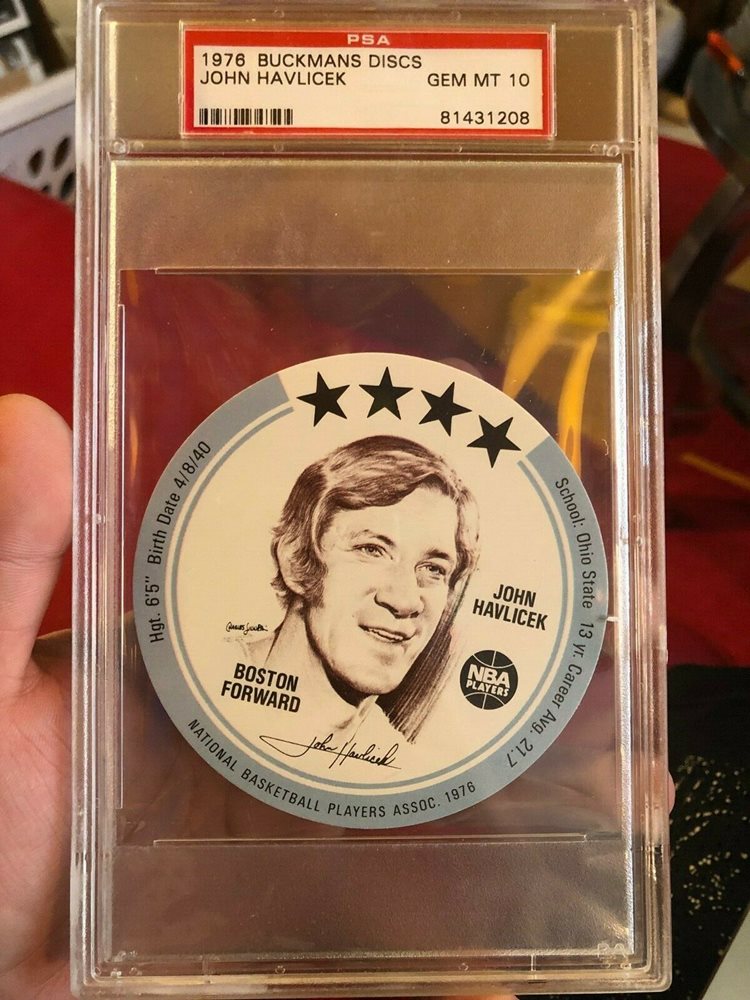 PSA
1976 BUCKMANS DISCS
JOHN HAVLICEK GEM MT 10
81431208
Hgt. 6'5" Birth Date 4/8/40
School: Ohio State 13 yr. Career Avg. 21.7
JOHN
HAVLICEK
NBA
PLAYERS
BOSTON
FORWARD
John Havlicek
NATIONAL BASKETBALL PLAYERS ASSOC. 1976